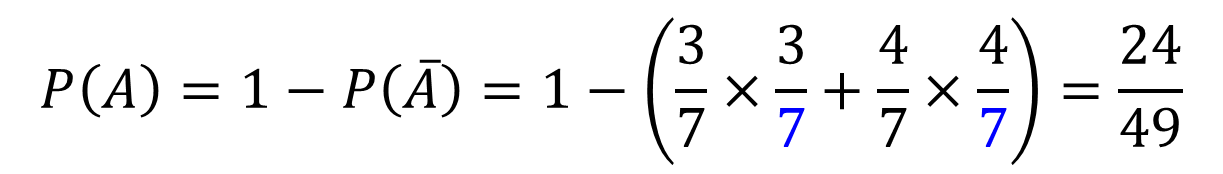 P(A) = 1 − P(Ā) = 1 − (3/7 × 3/7 + 4/7 × 4/7) = 24/49